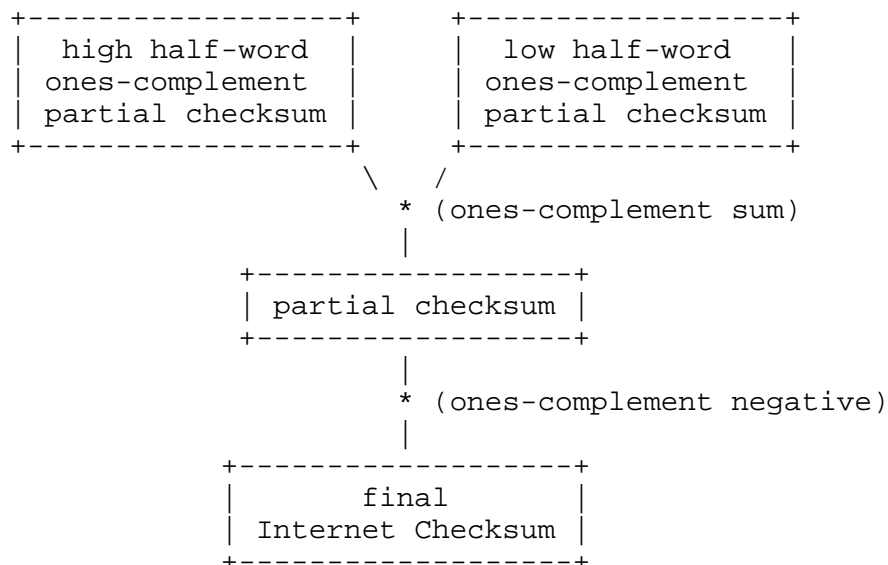 high half-word low half-word
ones-complement ones-complement
partial checksum partial checksum
* (ones-complement sum)
partial checksum
* (ones-complement negative)
final
Internet Checksum